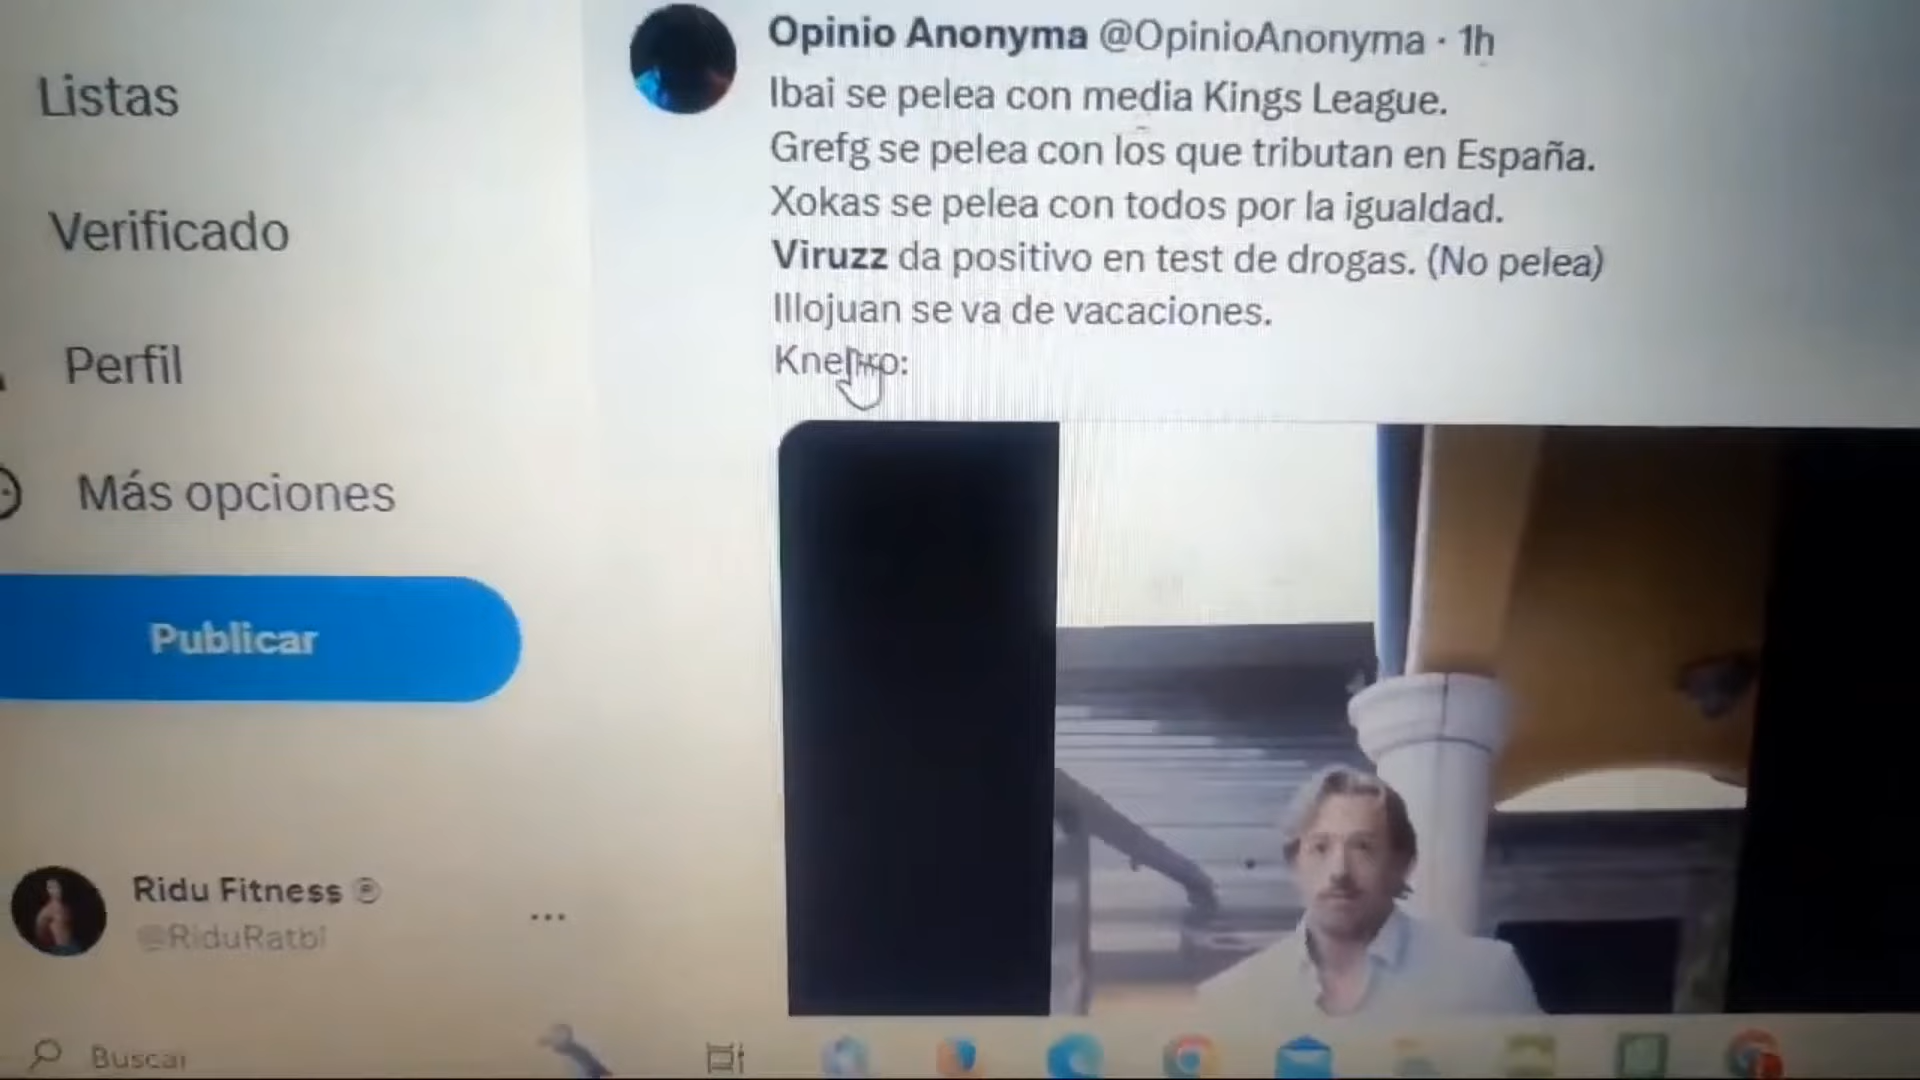 Listas
Verificado
Perfil
Más opciones
Publicar
Ridu Fitness
@RiduRatbi
Buscar
Opinio Anonyma @OpinioAnonyma · 1h
Ibai se pelea con media Kings League.
Grefg se pelea con los que tributan en España.
Xokas se pelea con todos por la igualdad.
Viruzz da positivo en test de drogas. (No pelea)
Illojuan se va de vacaciones.